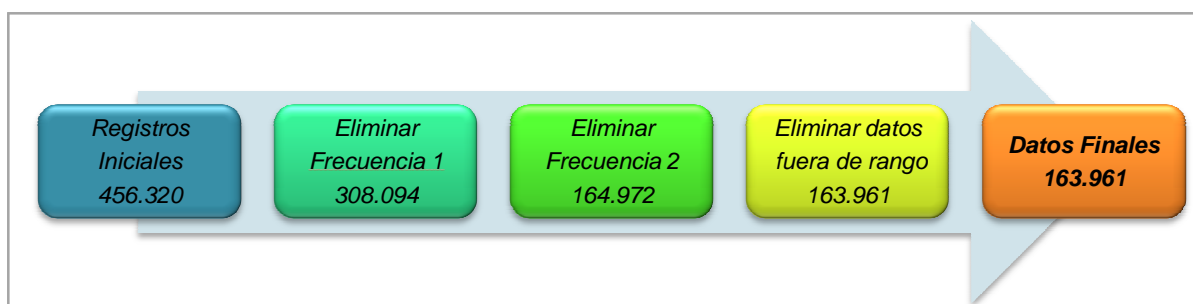 Registros
Iniciales
456.320
Eliminar
Frecuencia 1
308.094
Eliminar
Frecuencia 2
164.972
Eliminar datos
fuera de rango
163.961
Datos Finales
163.961